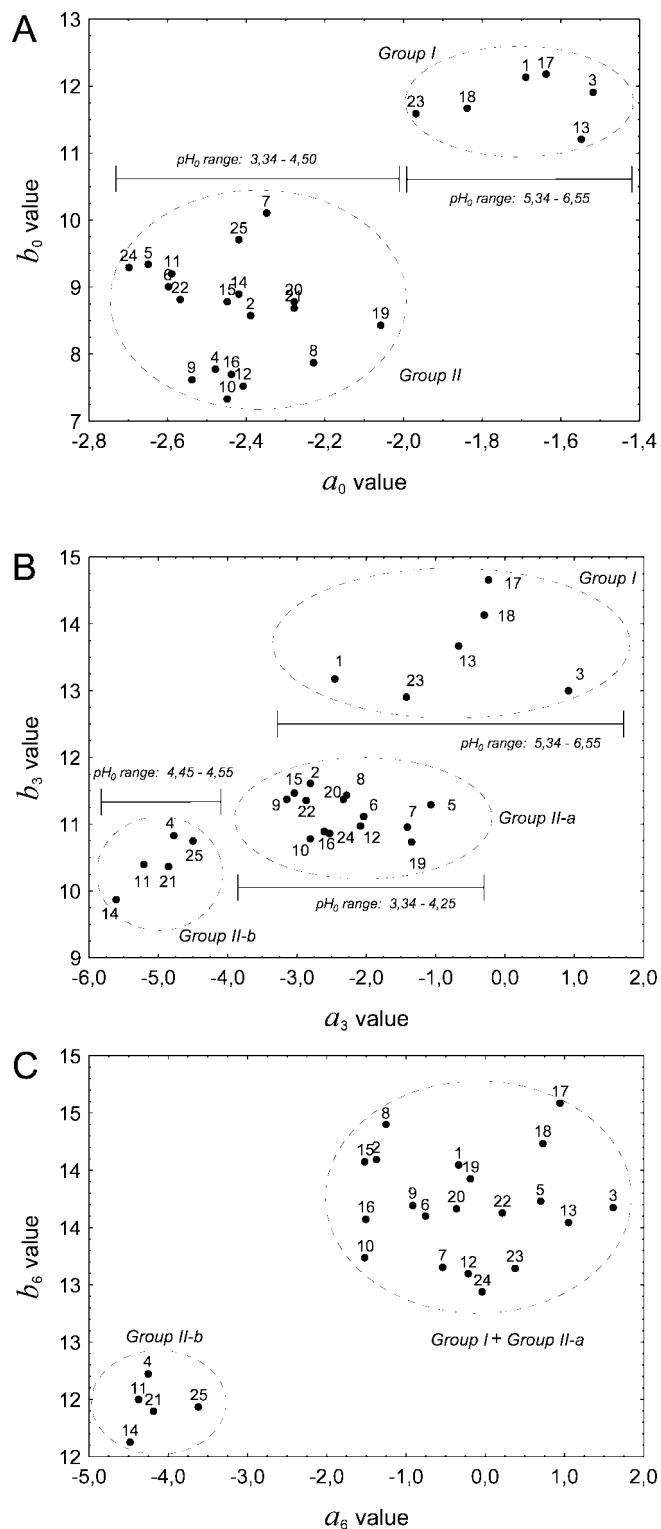 A
13
12
11
10
9
8
7
b0 value
Group I
1 17 3
23 18
13
pH0 range: 3,34 - 4,50
pH0 range: 5,34 - 6,55
7
25
24 5 11
6
22 15 14 20
21
2 19
4 16 8
9 12
10
Group II
-2,8 -2,6 -2,4 -2,2 -2,0 -1,8 -1,6 -1,4
a0 value
B
15
14
13
12
11
10
9
b3 value
Group I
17
18
13
1 23 3
pH0 range: 5,34 - 6,55
pH0 range: 4,45 - 4,55
15 2 8
9 22 20 6 7 5
10 16 24 12 19
Group II-a
4
25
11 21
14
pH0 range: 3,34 - 4,25
Group II-b
-6,0 -5,0 -4,0 -3,0 -2,0 -1,0 0,0 1,0 2,0
a3 value
C
15
15
14
14
13
13
12
12
b6 value
17
8
18
15 2 1
19
9 20 5 3
16 6 22 13
10
7 12 23
24
Group I + Group II-a
Group II-b
4
11
21 25
14
-5,0 -4,0 -3,0 -2,0 -1,0 0,0 1,0 2,0
a6 value